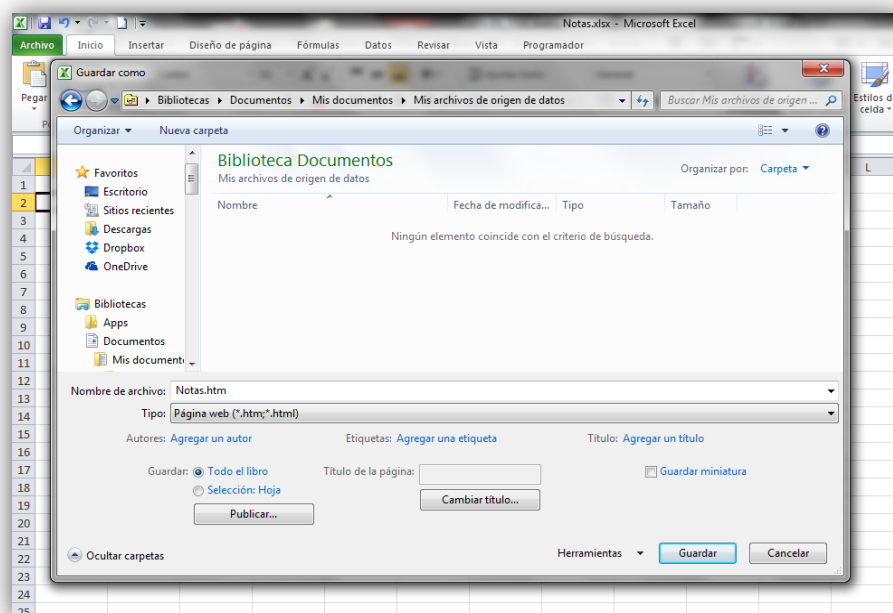 Notas.xlsx - Microsoft Excel
Archivo Inicio Insertar Diseño de página Fórmulas Datos Revisar Vista Programador
Guardar como
Pegar
Estilos d
celda
Bibliotecas Documentos Mis documentos Mis archivos de origen de datos Buscar Mis archivos de origen ...
Organizar Nueva carpeta
Favoritos
Escritorio
Sitios recientes
Descargas
Dropbox
OneDrive
Bibliotecas
Apps
Documentos
Mis document
Biblioteca Documentos
Mis archivos de origen de datos
Organizar por: Carpeta
Nombre Fecha de modifica... Tipo Tamaño
Ningún elemento coincide con el criterio de búsqueda.
Nombre de archivo: Notas.htm
Tipo: Página web (*.htm;*.html)
Autores: Agregar un autor Etiquetas: Agregar una etiqueta Título: Agregar un título
Guardar: Todo el libro Título de la página: Guardar miniatura
Selección: Hoja
Cambiar título...
Publicar...
Ocultar carpetas Herramientas Guardar Cancelar
L
1
2
3
4
5
6
7
8
9
10
11
12
13
14
15
16
17
18
19
20
21
22
23
24
25